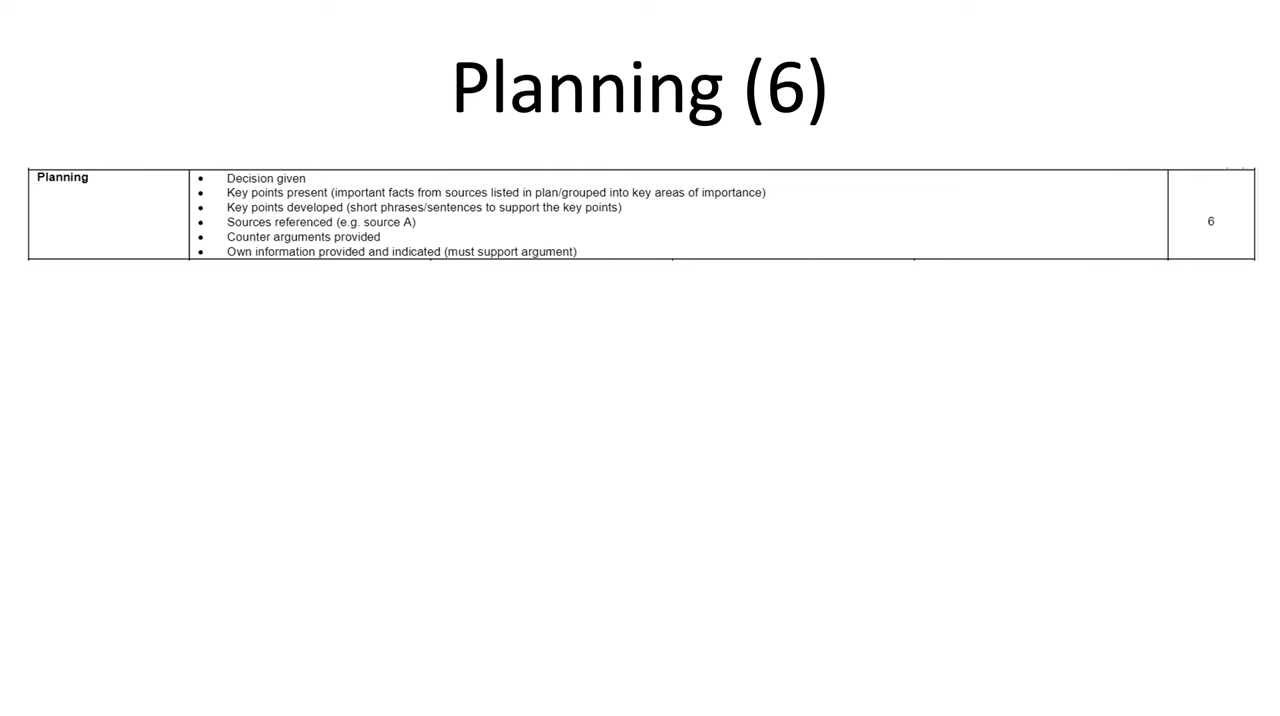 Planning (6)
Planning
• Decision given
• Key points present (important facts from sources listed in plan/grouped into key areas of importance)
• Key points developed (short phrases/sentences to support the key points)
• Sources referenced (e.g. source A)
• Counter arguments provided
• Own information provided and indicated (must support argument)
6